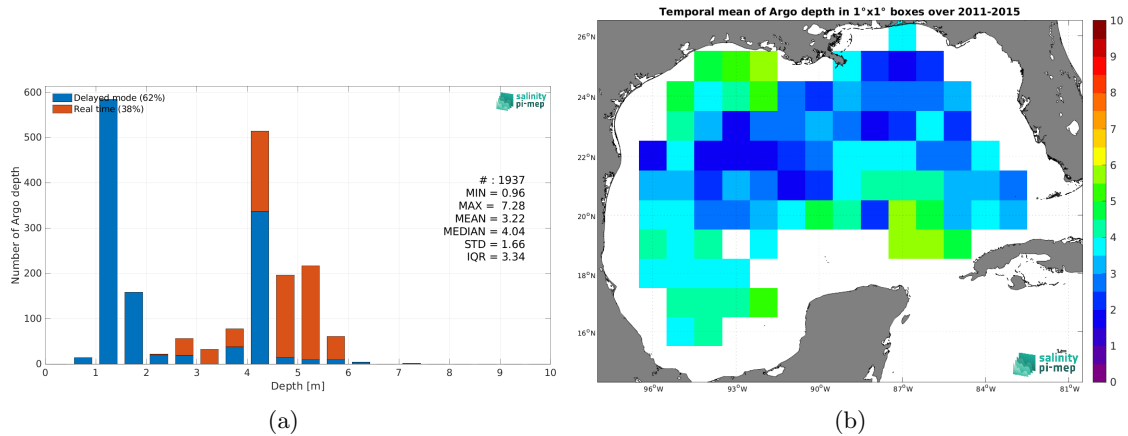 Delayed mode (62%)
Real time (38%)
salinity
pi-mep
# : 1937
MIN = 0.96
MAX = 7.28
MEAN = 3.22
MEDIAN = 4.04
STD = 1.66
IQR = 3.34
600
500
400
300
200
100
0
Number of Argo depth
0 1 2 3 4 5 6 7 8 9 10
Depth [m]
(a)
Temporal mean of Argo depth in 1°x1° boxes over 2011-2015
26°N
24°N
22°N
20°N
18°N
16°N
96°W 93°W 90°W 87°W 84°W 81°W
salinity
pi-mep
10
9
8
7
6
5
4
3
2
1
0
(b)